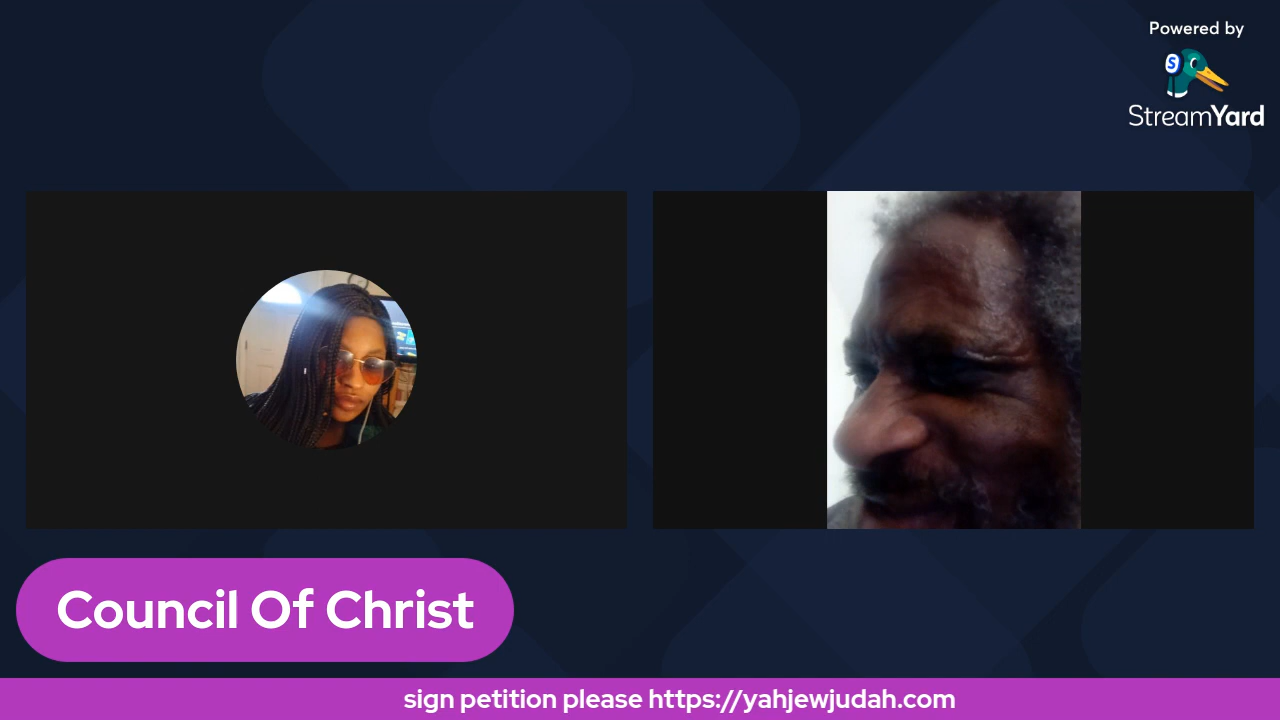 Powered by
S
StreamYard
Council Of Christ
sign petition please https://yahjewjudah.com